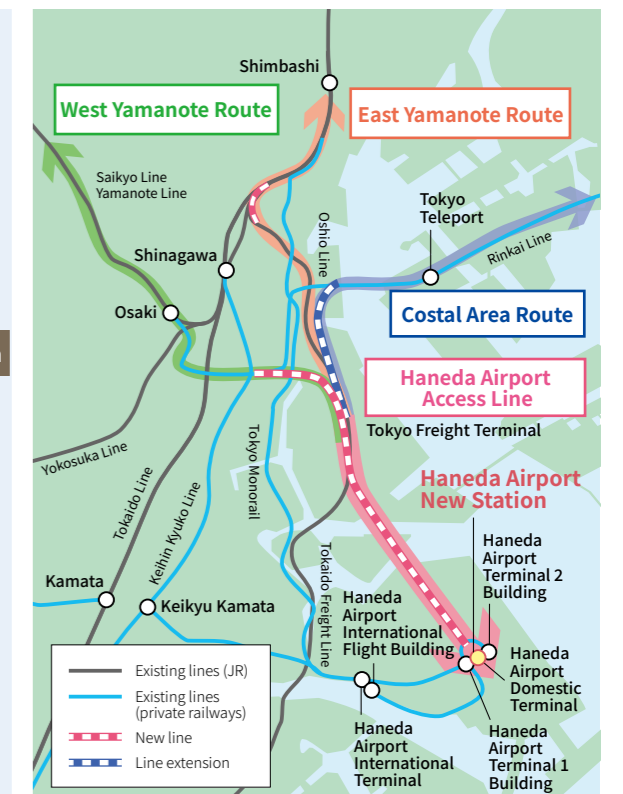 Shimbashi
West Yamanote Route
East Yamanote Route
Saikyo Line
Yamanote Line
Tokyo
Teleport
Oshio Line
Rinkai Line
Shinagawa
Osaki
Costal Area Route
Haneda Airport
Access Line
Tokyo Freight Terminal
Yokosuka Line
Tokaido Line
Keihin Kyuko Line
Tokyo Monorail
Haneda Airport
New Station
Haneda
Airport
Terminal 2
Building
Tokaido Freight Line
Kamata
Keikyu Kamata
Haneda
Airport
International
Flight Building
Haneda
Airport
Domestic
Terminal
Existing lines (JR)
Existing lines
(private railways)
New line
Line extension
Haneda
Airport
International
Terminal
Haneda
Airport
Terminal 1
Building